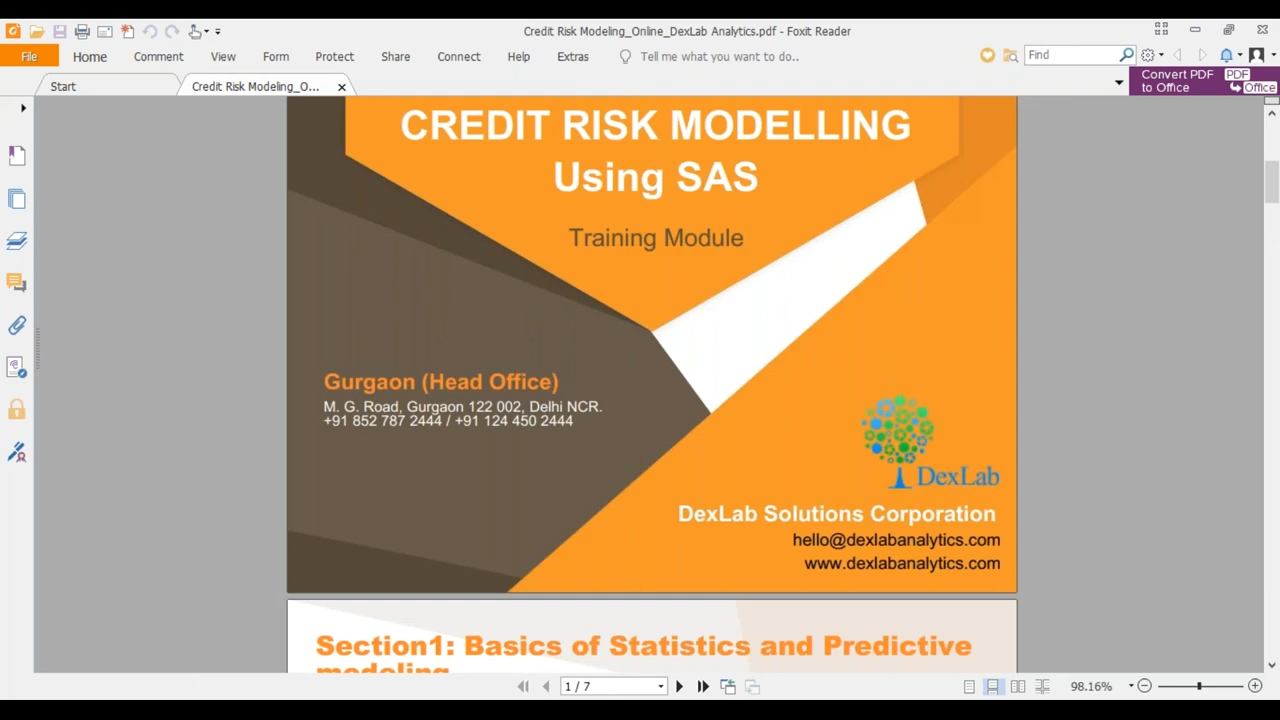 Credit Risk Modeling_Online_DexLab Analytics.pdf - Foxit Reader
File Home Comment View Form Protect Share Connect Help Extras Tell me what you want to do.. Find
Start Credit Risk Modeling_O... Convert PDF to Office PDF Office
CREDIT RISK MODELLING
Using SAS
Training Module
Gurgaon (Head Office)
M. G. Road, Gurgaon 122 002, Delhi NCR.
+91 852 787 2444 / +91 124 450 2444
DexLab
DexLab Solutions Corporation
hello@dexlabanalytics.com
www.dexlabanalytics.com
Section1: Basics of Statistics and Predictive
modeling
1 / 7 98.16%